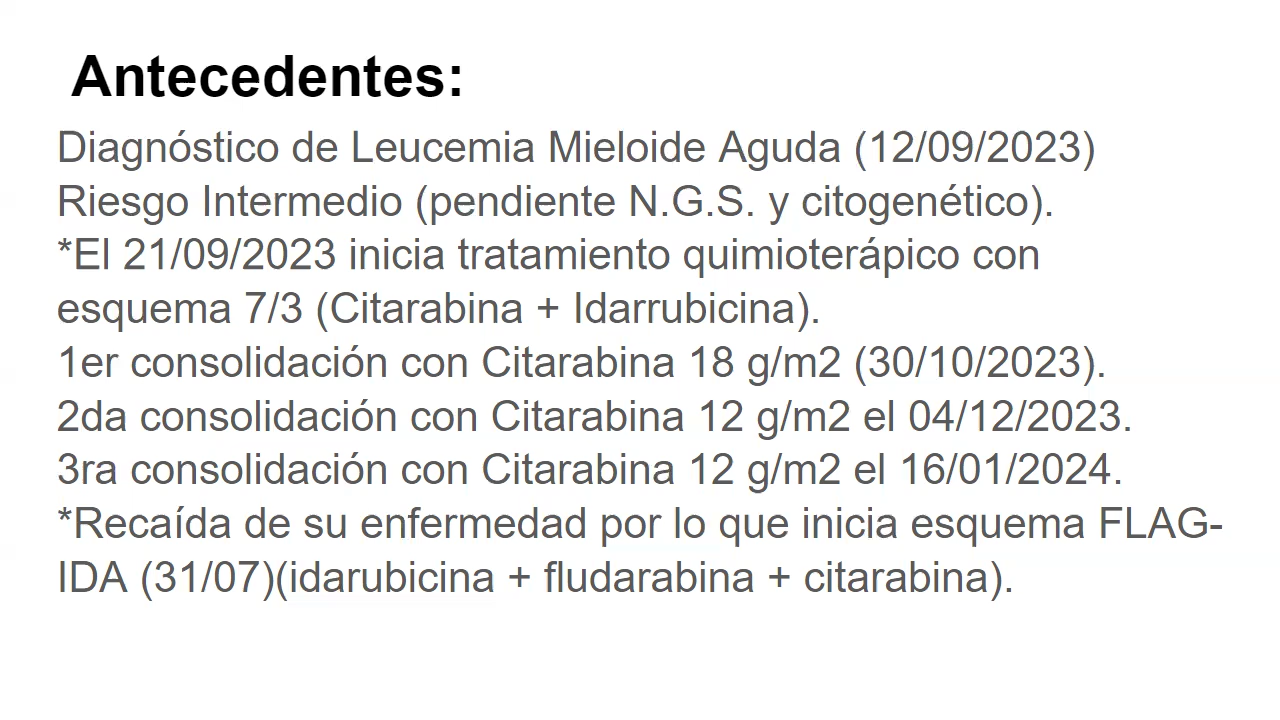 Antecedentes:
Diagnóstico de Leucemia Mieloide Aguda (12/09/2023)
Riesgo Intermedio (pendiente N.G.S. y citogenético).
*El 21/09/2023 inicia tratamiento quimioterápico con
esquema 7/3 (Citarabina + Idarrubicina).
1er consolidación con Citarabina 18 g/m2 (30/10/2023).
2da consolidación con Citarabina 12 g/m2 el 04/12/2023.
3ra consolidación con Citarabina 12 g/m2 el 16/01/2024.
*Recaída de su enfermedad por lo que inicia esquema FLAG-
IDA (31/07)(idarubicina + fludarabina + citarabina).